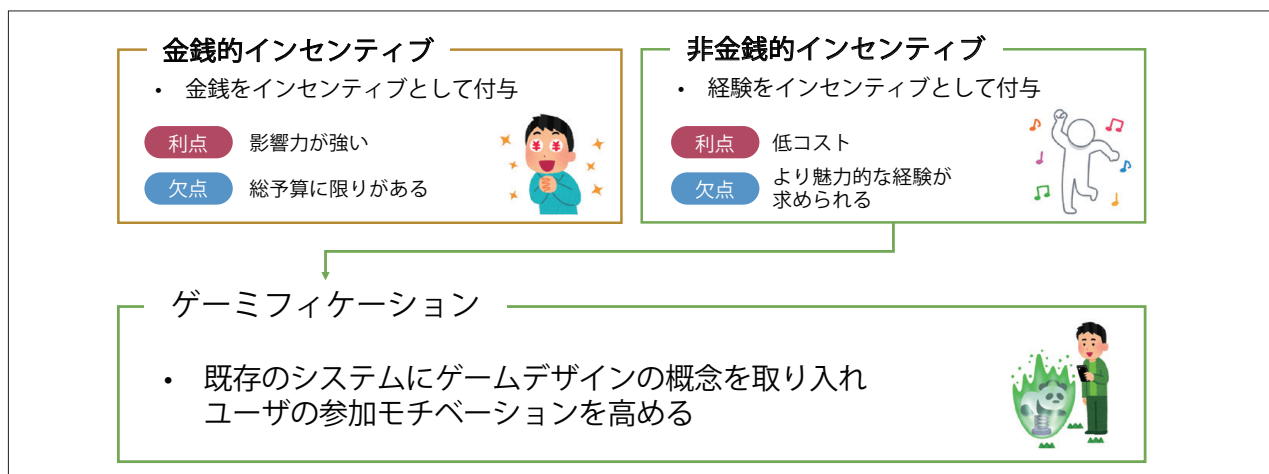 金銭的インセンティブ
• 金銭をインセンティブとして付与
利点 影響力が強い
欠点 総予算に限りがある
非金銭的インセンティブ
• 経験をインセンティブとして付与
利点 低コスト
欠点 より魅力的な経験が
求められる
ゲーミフィケーション
• 既存のシステムにゲームデザインの概念を取り入れ
ユーザの参加モチベーションを高める